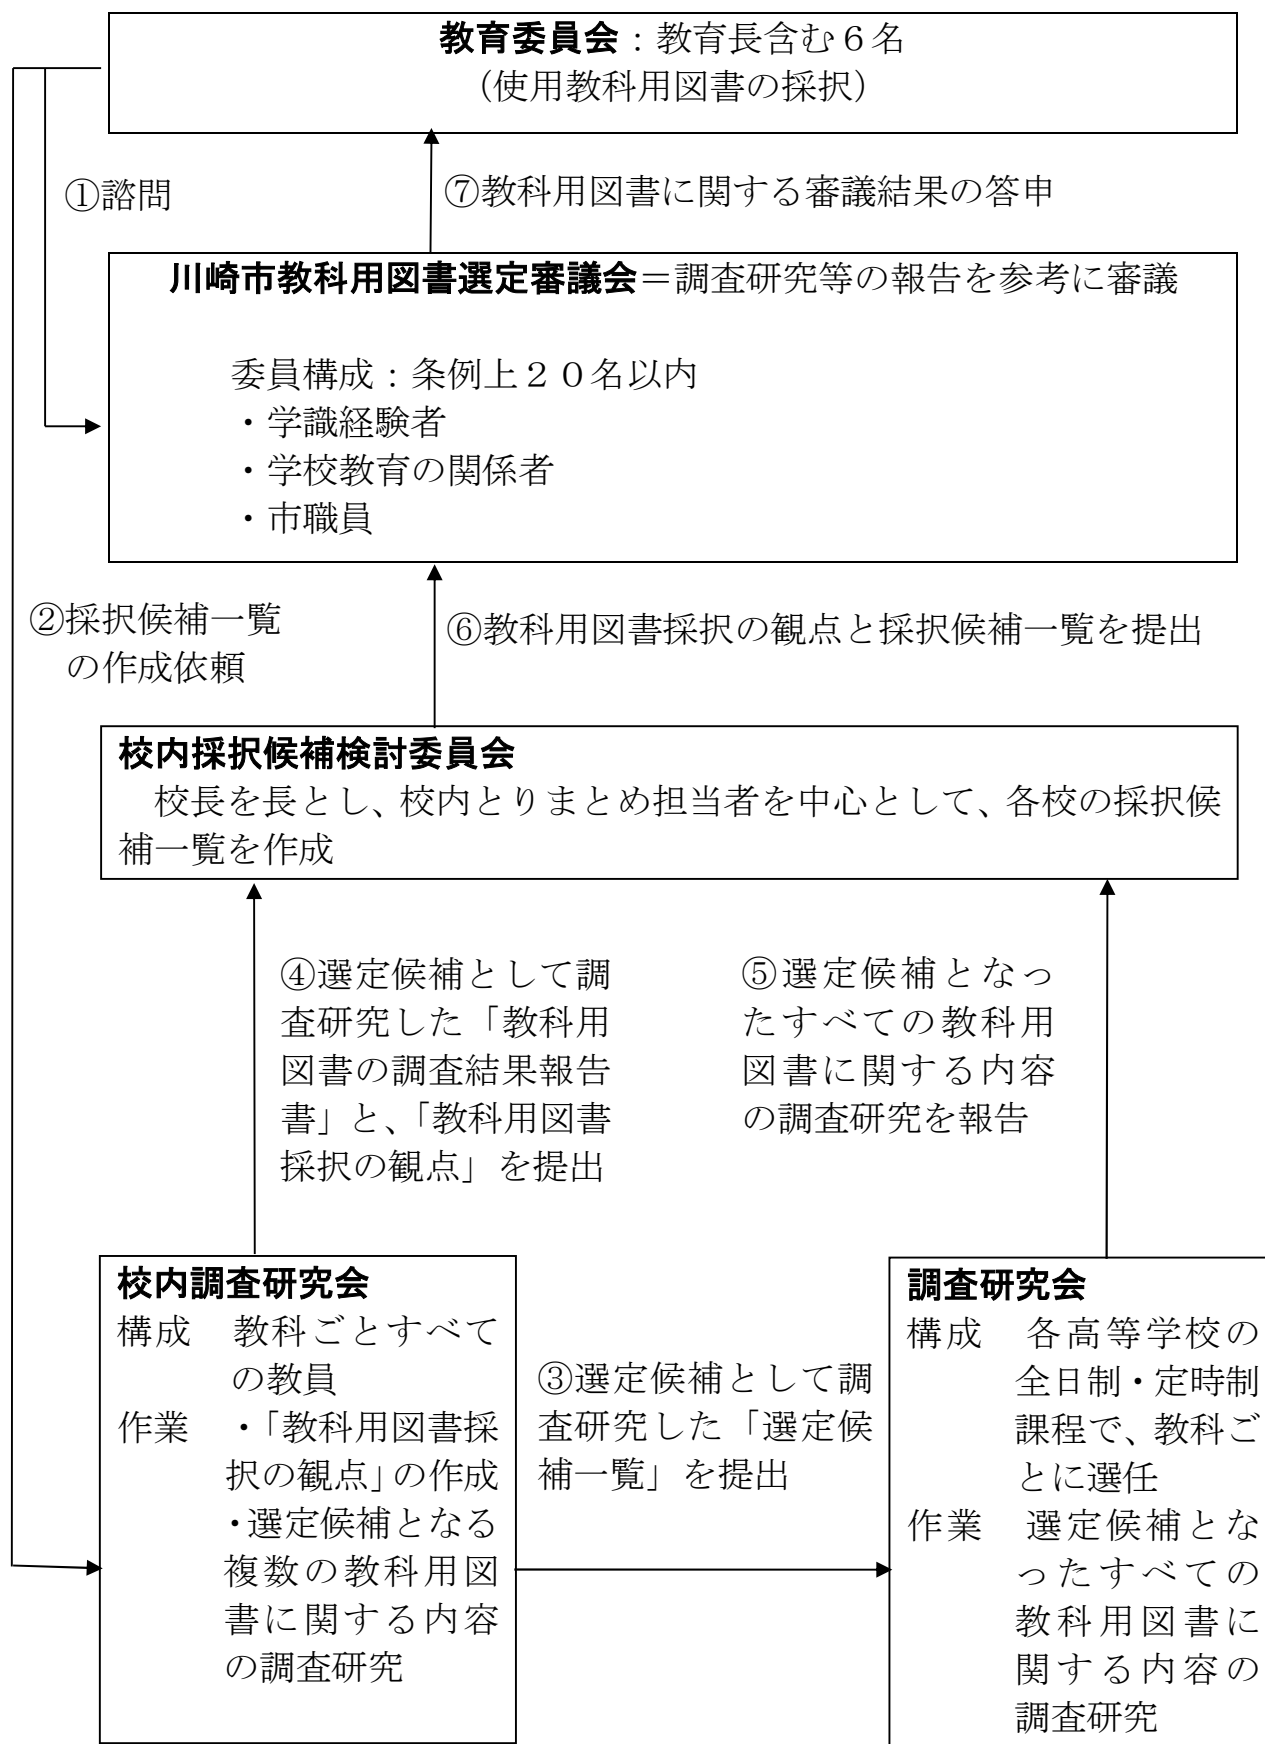 教育委員会：教育長含む６名
（使用教科用図書の採択）
①諮問
⑦教科用図書に関する審議結果の答申
川崎市教科用図書選定審議会＝調査研究等の報告を参考に審議
委員構成：条例上２０名以内
・学識経験者
・学校教育の関係者
・市職員
②採択候補一覧
の作成依頼
⑥教科用図書採択の観点と採択候補一覧を提出
校内採択候補検討委員会
校長を長とし、校内とりまとめ担当者を中心として、各校の採択候
補一覧を作成
④選定候補として調
査研究した「教科用
図書の調査結果報告
書」と、「教科用図書
採択の観点」を提出
⑤選定候補となっ
たすべての教科用
図書に関する内容
の調査研究を報告
校内調査研究会
構成　教科ごとすべて
の教員
作業　・「教科用図書採
択の観点」の作成
・選定候補となる
複数の教科用図
書に関する内容
の調査研究
③選定候補として調
査研究した「選定候
補一覧」を提出
調査研究会
構成　各高等学校の
全日制・定時制
課程で、教科ご
とに選任
作業　選定候補とな
ったすべての
教科用図書に
関する内容の
調査研究